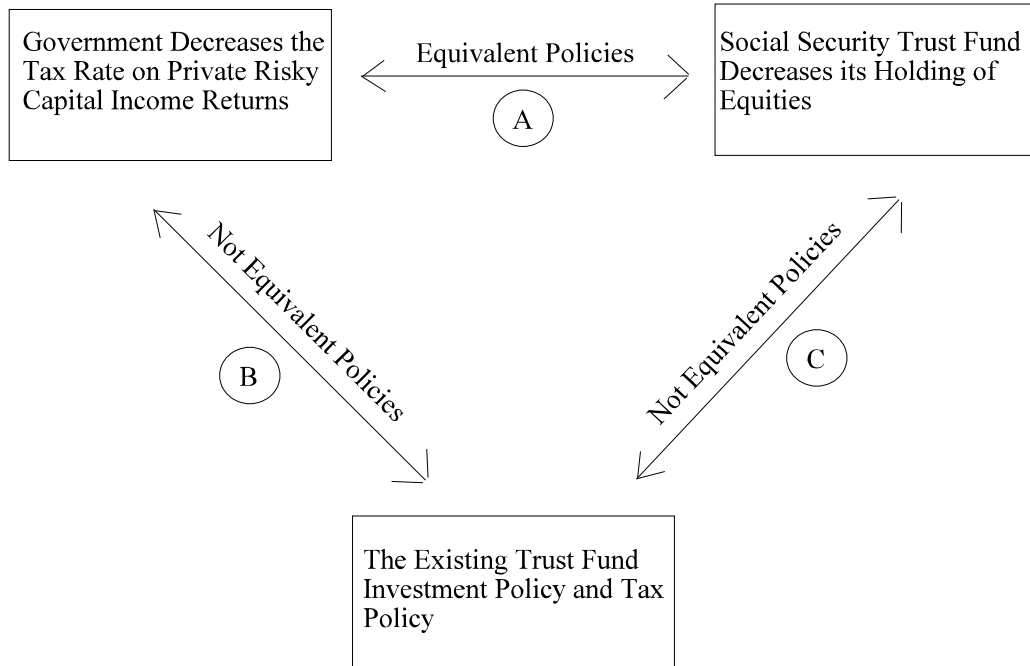 Government Decreases the
Tax Rate on Private Risky
Capital Income Returns
Equivalent Policies
A
Social Security Trust Fund
Decreases its Holding of
Equities
Not Equivalent Policies
B
Not Equivalent Policies
C
The Existing Trust Fund
Investment Policy and Tax
Policy